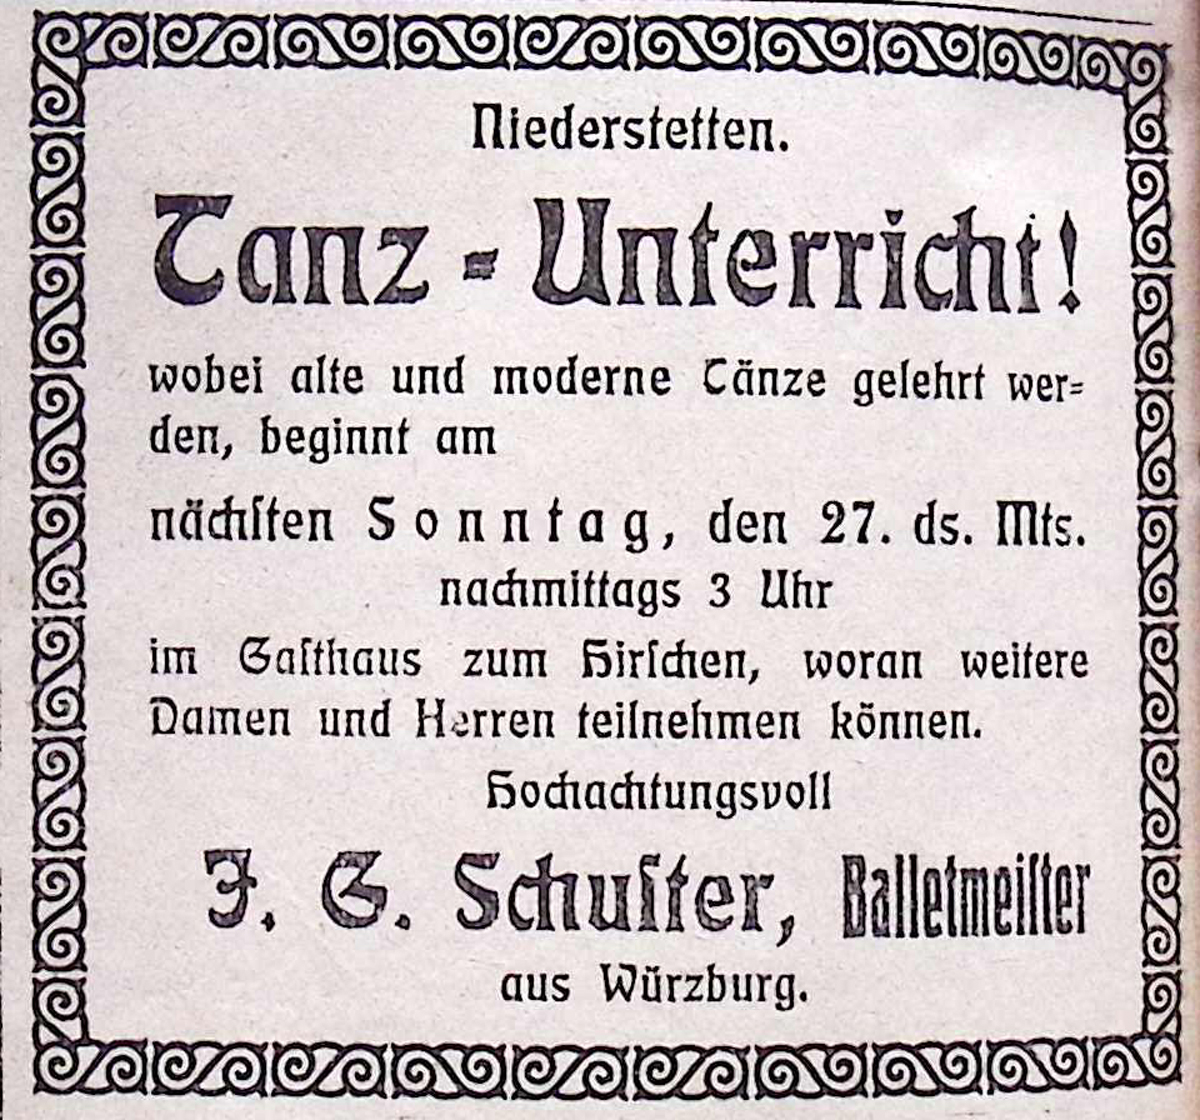 Niederstetten.
Tanz-Unterricht!
wobei alte und moderne Tänze gelehrt wer=
den, beginnt am
nächſten Sonntag, den 27. ds. Mts.
nachmittags 3 Uhr
im Gaſthaus zum Hirſchen, woran weitere
Damen und Herren teilnehmen können.
Hochachtungsvoll
J. G. Schuſter, Balletmeiſter
aus Würzburg.